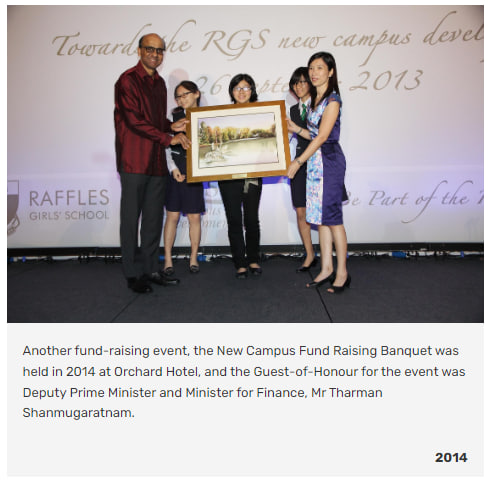 Towards the RGS new campus devel
26 September 2013
RAFFLES
GIRLS' SCHOOL
Be Part of the
Another fund-raising event, the New Campus Fund Raising Banquet was
held in 2014 at Orchard Hotel, and the Guest-of-Honour for the event was
Deputy Prime Minister and Minister for Finance, Mr Tharman
Shanmugaratnam.
2014